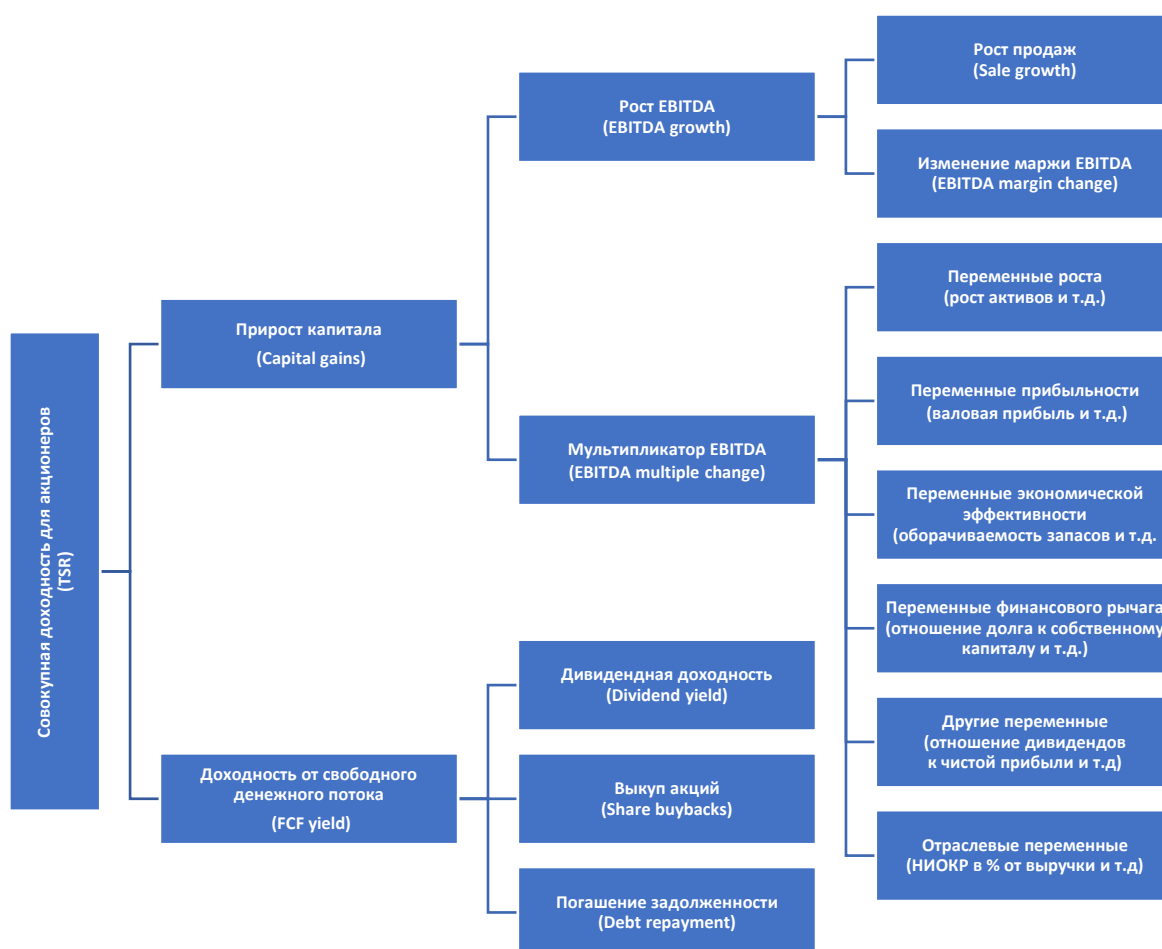 Совокупная доходность для акционеров
(TSR)
Прирост капитала
(Capital gains)
Рост EBITDA
(EBITDA growth)
Рост продаж
(Sale growth)
Изменение маржи EBITDA
(EBITDA margin change)
Мультипликатор EBITDA
(EBITDA multiple change)
Переменные роста
(рост активов и т.д.)
Переменные прибыльности
(валовая прибыль и т.д.)
Переменные экономической
эффективности
(оборачиваемость запасов и т.д.
Переменные финансового рычага
(отношение долга к собственному
капиталу и т.д.)
Другие переменные
(отношение дивидендов
к чистой прибыли и т.д)
Отраслевые переменные
(НИОКР в % от выручки и т.д)
Доходность от свободного
денежного потока
(FCF yield)
Дивидендная доходность
(Dividend yield)
Выкуп акций
(Share buybacks)
Погашение задолженности
(Debt repayment)